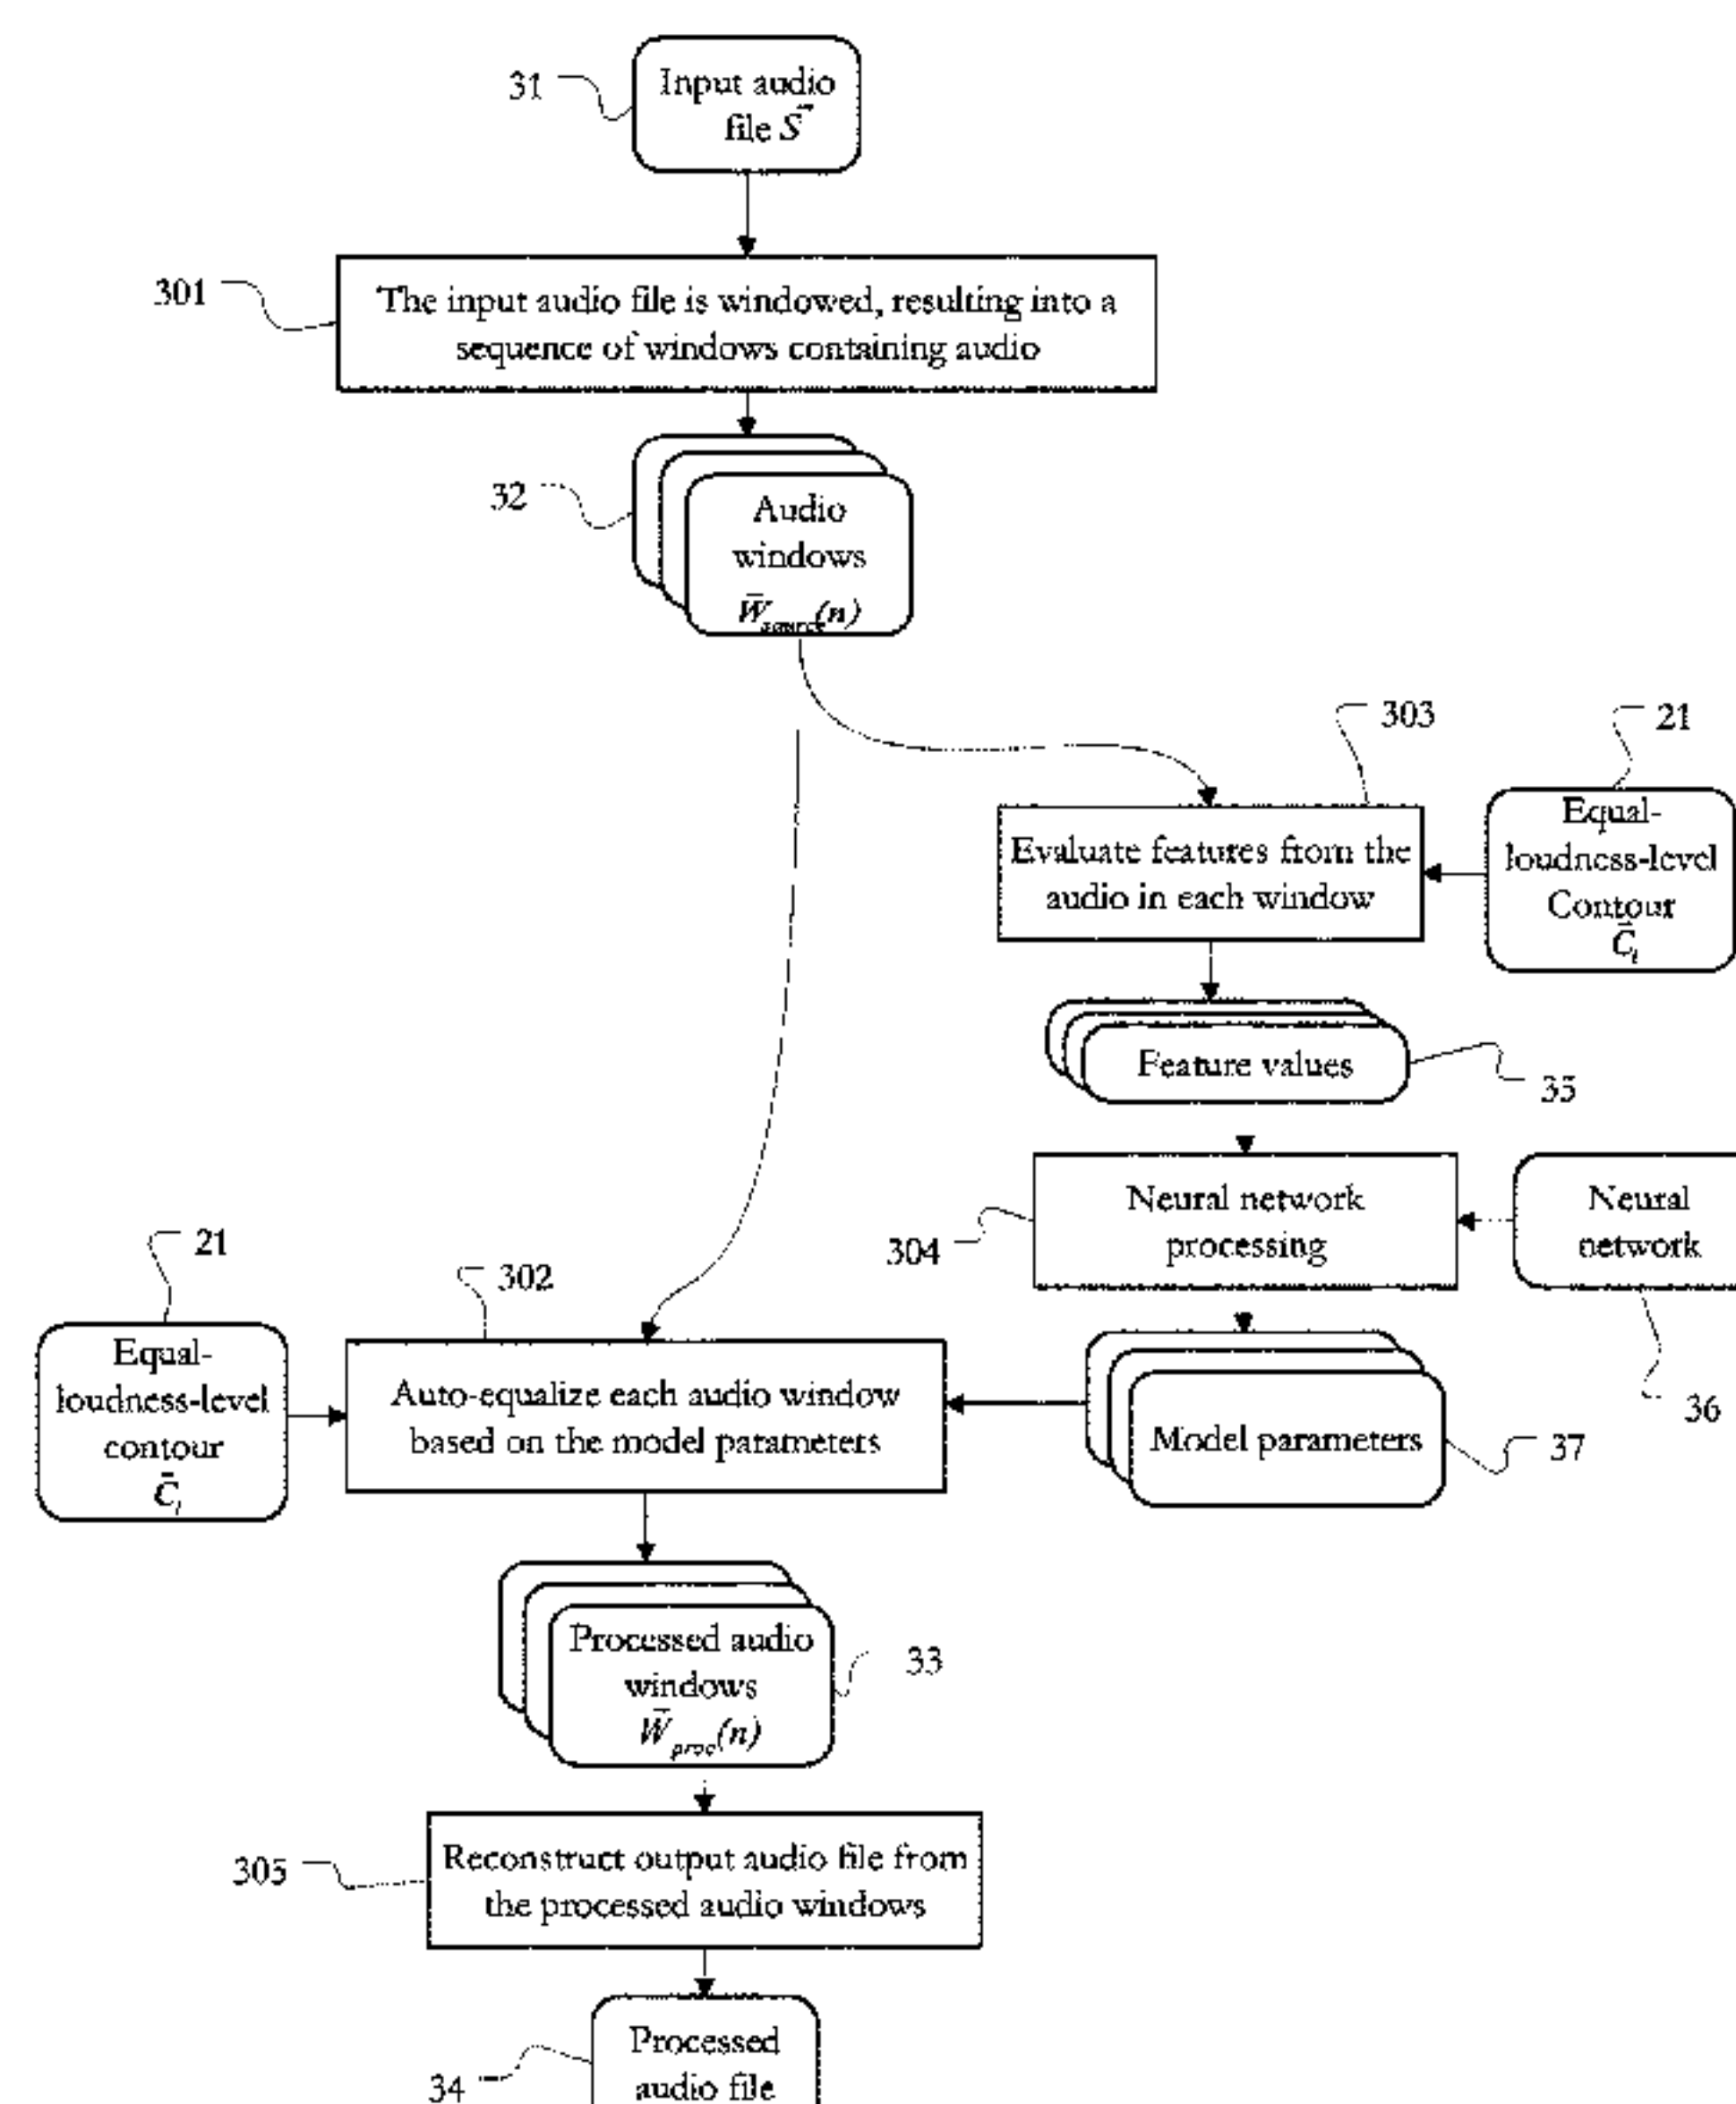 31
Input audio
file S⃗
301
The input audio file is windowed, resulting into a
sequence of windows containing audio
32
Audio
windows
W̄source(n)
303
21
Evaluate features from the
audio in each window
Equal-
loudness-level
Contour
C̄l
Feature values
35
Neural network
processing
304
Neural
network
36
21
302
Equal-
loudness-level
contour
C̄l
Auto-equalize each audio window
based on the model parameters
Model parameters
37
Processed audio
windows
W̄proc(n)
33
305
Reconstruct output audio file from
the processed audio windows
34
Processed
audio file